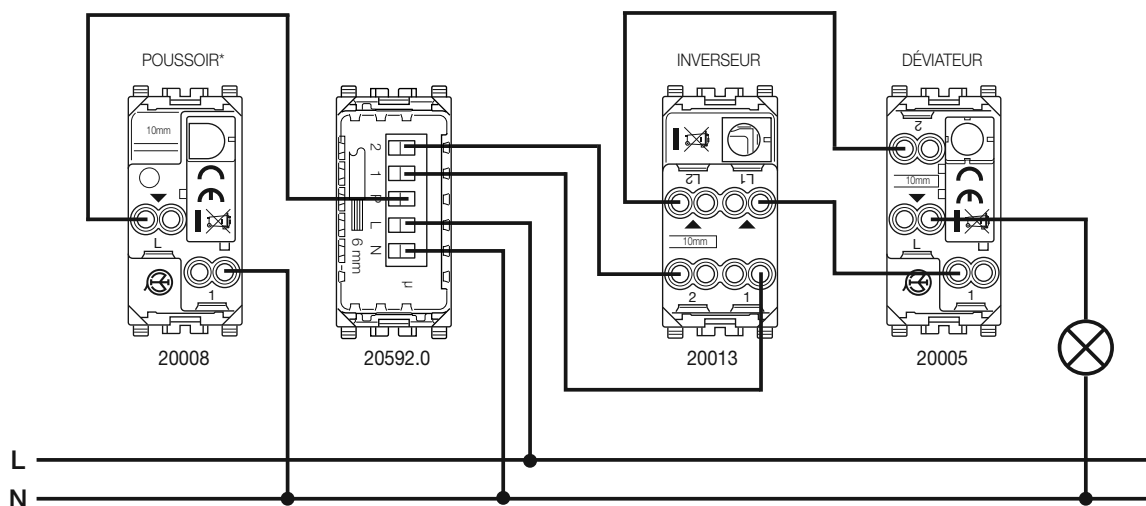 POUSSOIR*
INVERSEUR
DÉVIATEUR
10mm
L
1
20008
2
1
P
L
N
6 mm
µ
20592.0
L2
L1
10mm
2
1
20013
2
10mm
L
1
20005
L
N